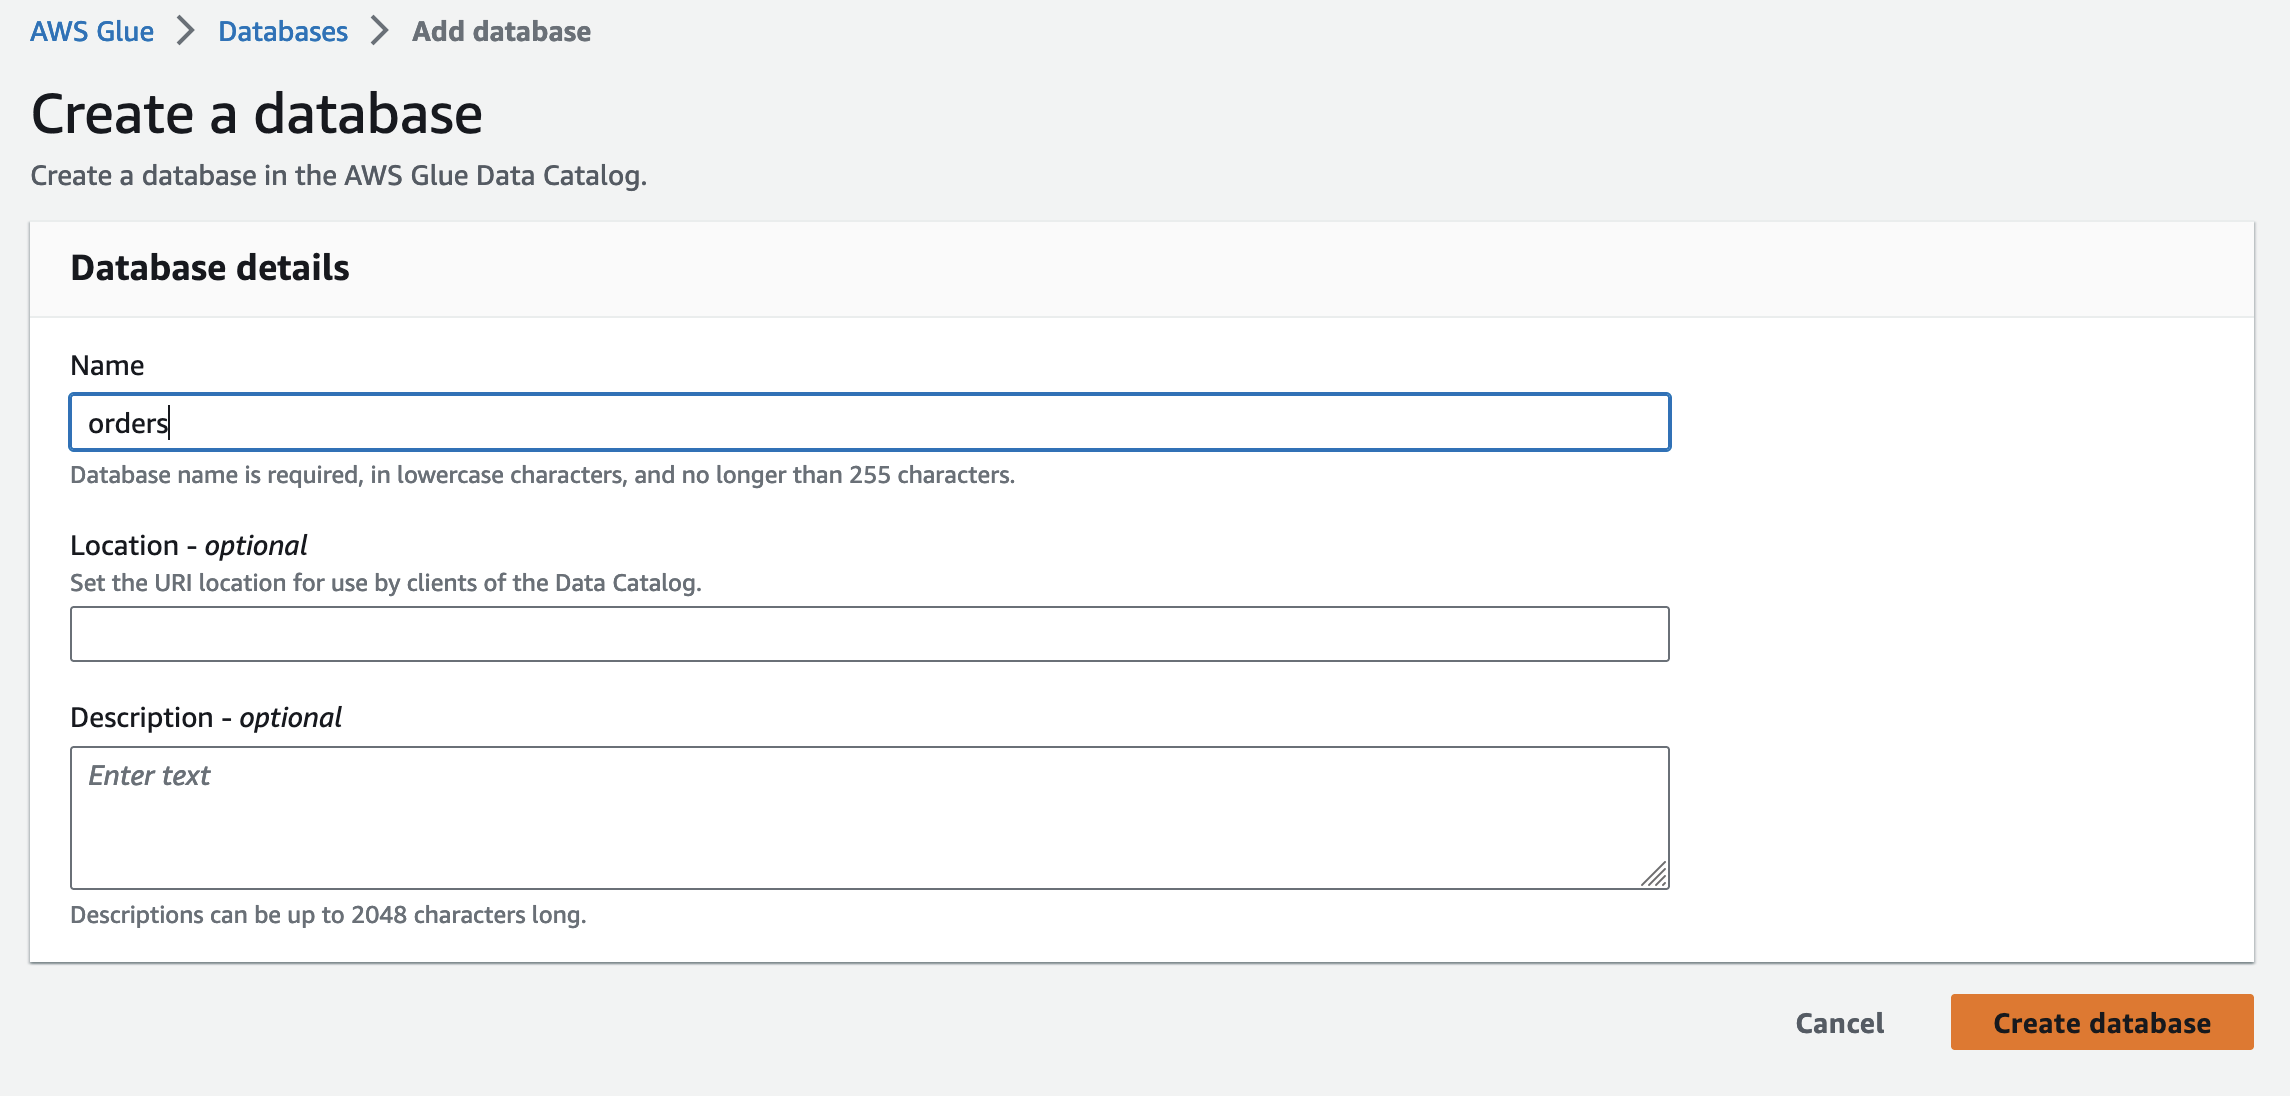 AWS Glue > Databases > Add database
Create a database
Create a database in the AWS Glue Data Catalog.
Database details
Name
orders
Database name is required, in lowercase characters, and no longer than 255 characters.
Location - optional
Set the URI location for use by clients of the Data Catalog.
Description - optional
Enter text
Descriptions can be up to 2048 characters long.
Cancel Create database